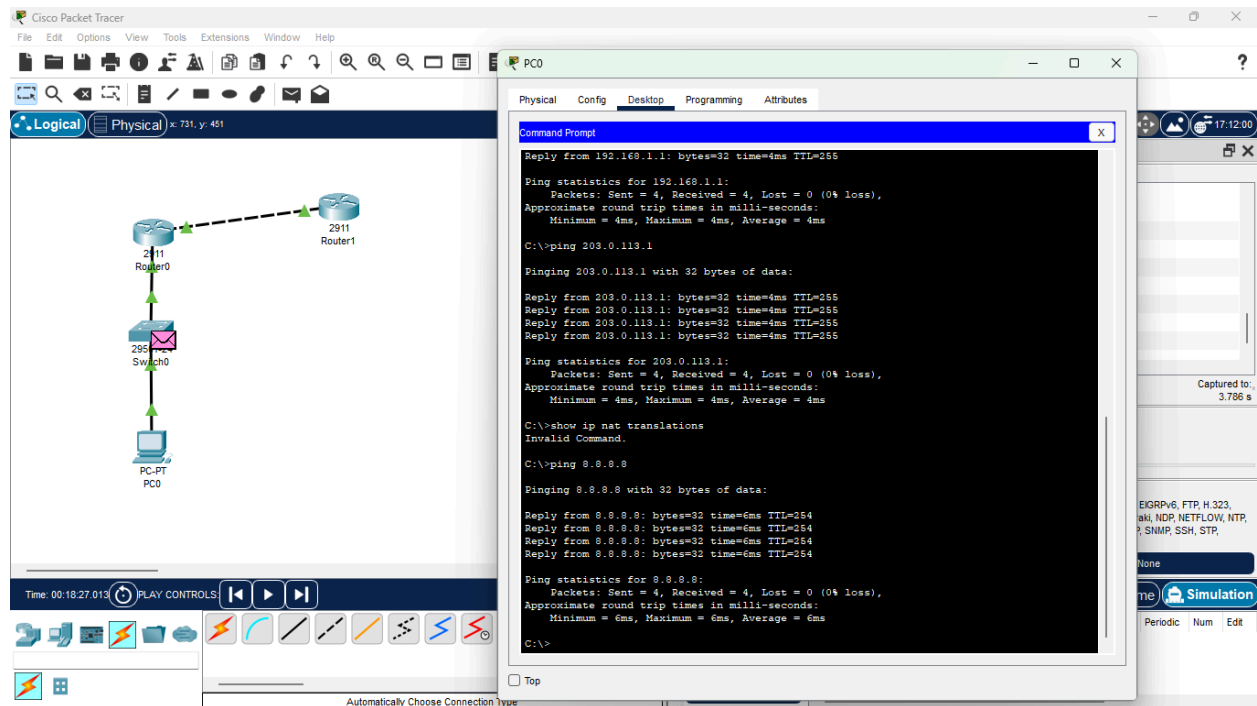 Cisco Packet Tracer
File Edit Options View Tools Extensions Window Help
Logical Physical x: 731, y: 451
17:12:00
2911
Router0
2911
Router1
Switch0
PC-PT
PC0
Time: 00:18:27.013 PLAY CONTROLS:
Automatically Choose Connection Type
PC0
Physical Config Desktop Programming Attributes
Command Prompt X
Reply from 192.168.1.1: bytes=32 time=4ms TTL=255
Ping statistics for 192.168.1.1:
Packets: Sent = 4, Received = 4, Lost = 0 (0% loss),
Approximate round trip times in milli-seconds:
Minimum = 4ms, Maximum = 4ms, Average = 4ms
C:\>ping 203.0.113.1
Pinging 203.0.113.1 with 32 bytes of data:
Reply from 203.0.113.1: bytes=32 time=4ms TTL=255
Reply from 203.0.113.1: bytes=32 time=4ms TTL=255
Reply from 203.0.113.1: bytes=32 time=4ms TTL=255
Reply from 203.0.113.1: bytes=32 time=4ms TTL=255
Ping statistics for 203.0.113.1:
Packets: Sent = 4, Received = 4, Lost = 0 (0% loss),
Approximate round trip times in milli-seconds:
Minimum = 4ms, Maximum = 4ms, Average = 4ms
C:\>show ip nat translations
Invalid Command.
C:\>ping 8.8.8.8
Pinging 8.8.8.8 with 32 bytes of data:
Reply from 8.8.8.8: bytes=32 time=6ms TTL=254
Reply from 8.8.8.8: bytes=32 time=6ms TTL=254
Reply from 8.8.8.8: bytes=32 time=6ms TTL=254
Reply from 8.8.8.8: bytes=32 time=6ms TTL=254
Ping statistics for 8.8.8.8:
Packets: Sent = 4, Received = 4, Lost = 0 (0% loss),
Approximate round trip times in milli-seconds:
Minimum = 6ms, Maximum = 6ms, Average = 6ms
C:\>
Top
Captured to:
3.786 s
EIGRPv6, FTP, H.323,
NDP, NETFLOW, NTP,
SNMP, SSH, STP,
None
Simulation
Periodic Num Edit